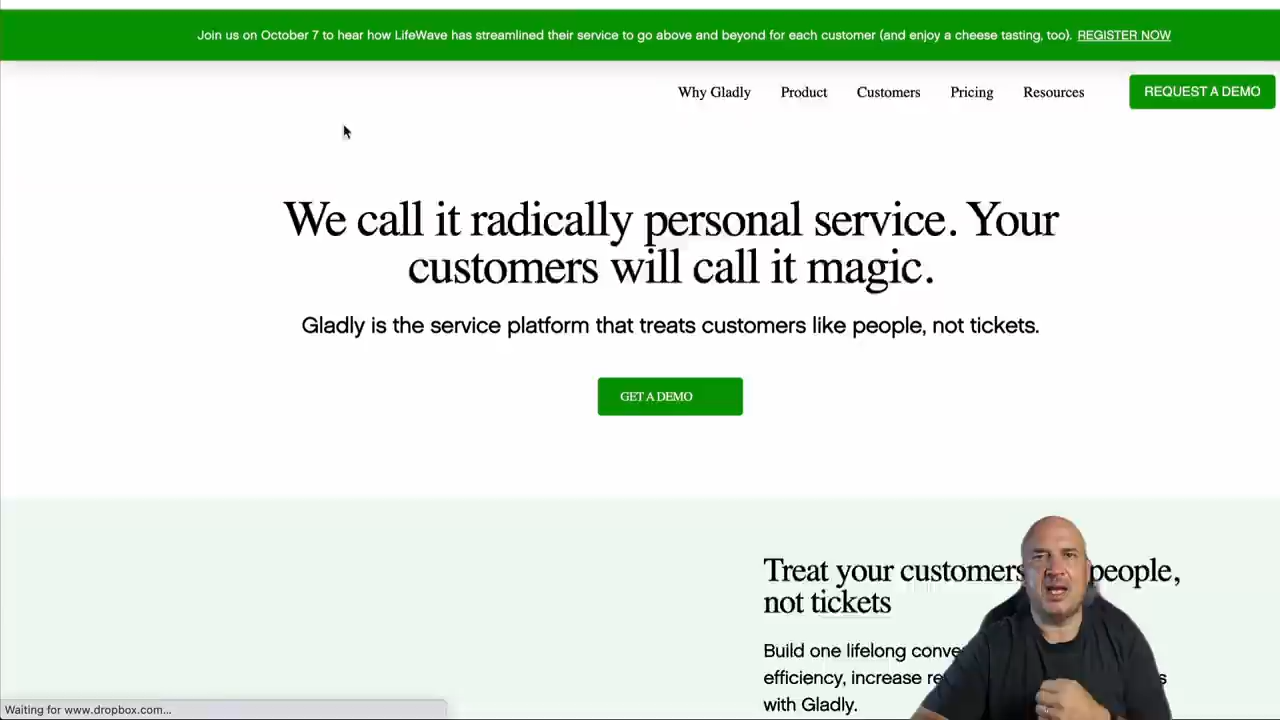 Join us on October 7 to hear how LifeWave has streamlined their service to go above and beyond for each customer (and enjoy a cheese tasting, too). REGISTER NOW
Why Gladly Product Customers Pricing Resources REQUEST A DEMO
We call it radically personal service. Your
customers will call it magic.
Gladly is the service platform that treats customers like people, not tickets.
GET A DEMO
Treat your customers people,
not tickets
Build one lifelong
efficiency, increase
with Gladly.
Waiting for www.dropbox.com...